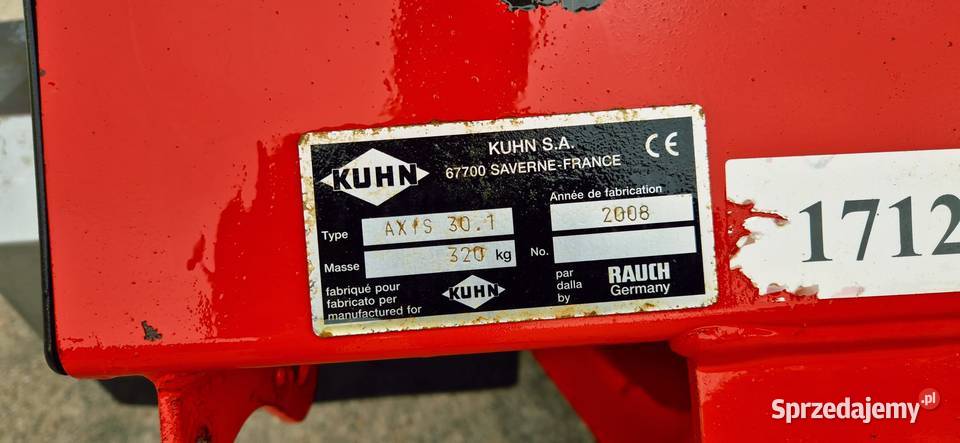 KUHN
KUHN S.A.
67700 SAVERNE-FRANCE
CE
Année de fabrication
Type AXIS 30.1
2008
Masse 320 kg
No.
fabriqué pour
fabricato per
manufactured for
KUHN
par
dalla
by
RAUCH
Germany
1712
Sprzedajemy.pl